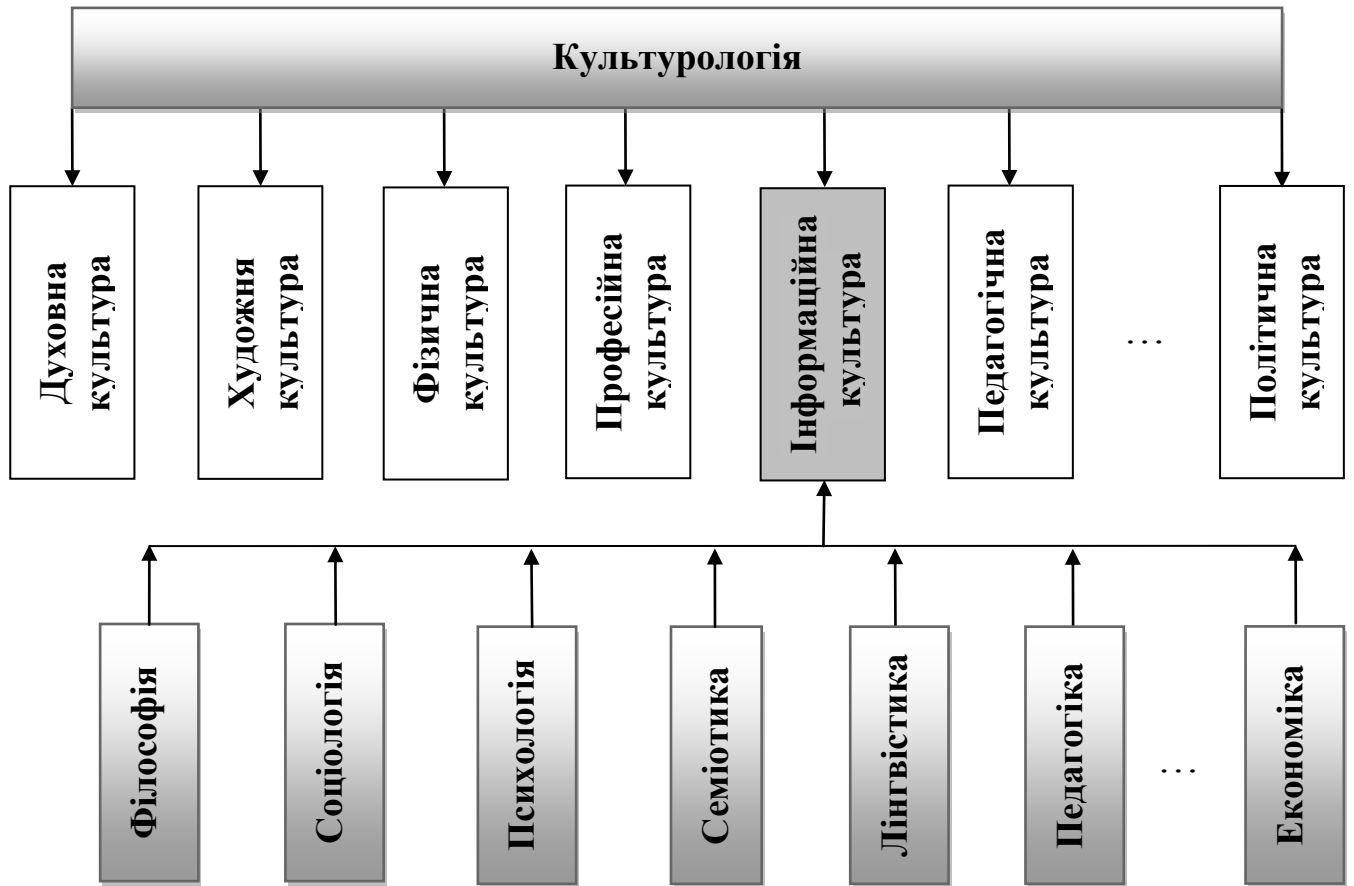 Культурологія
Духовна
культура
Художня
культура
Фізична
культура
Професійна
культура
Інформаційна
культура
Педагогічна
культура
...
Політична
культура
Філософія
Соціологія
Психологія
Семіотика
Лінгвістика
Педагогіка
...
Економіка